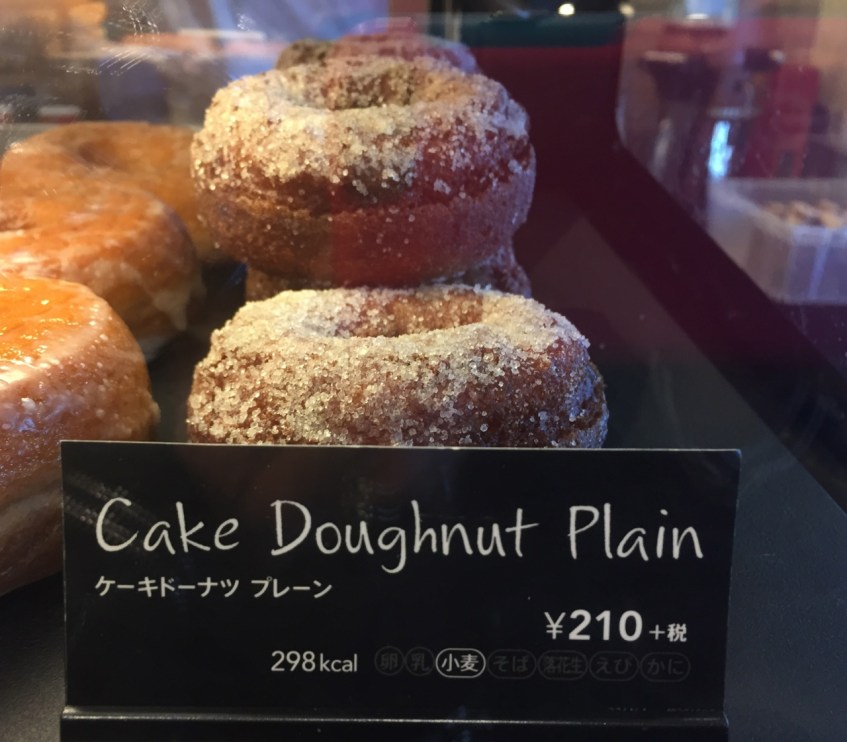 Cake Doughnut Plain
ケーキドーナツ プレーン
¥210 +税
298kcal 卵 乳 小麦 そば 落花生 えび かに